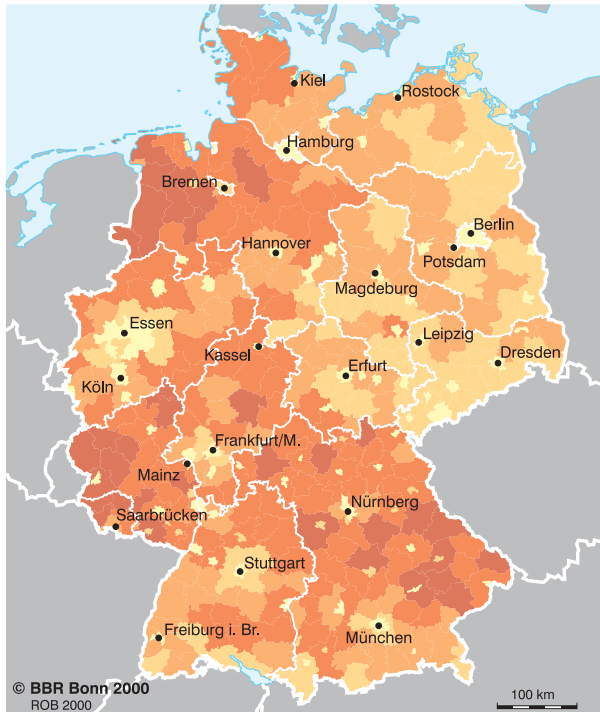 Kiel
Rostock
Hamburg
Bremen
Berlin
Hannover
Potsdam
Magdeburg
Essen
Leipzig
Kassel
Dresden
Erfurt
Köln
Frankfurt/M.
Mainz
Nürnberg
Saarbrücken
Stuttgart
München
Freiburg i. Br.
© BBR Bonn 2000
ROB 2000
100 km